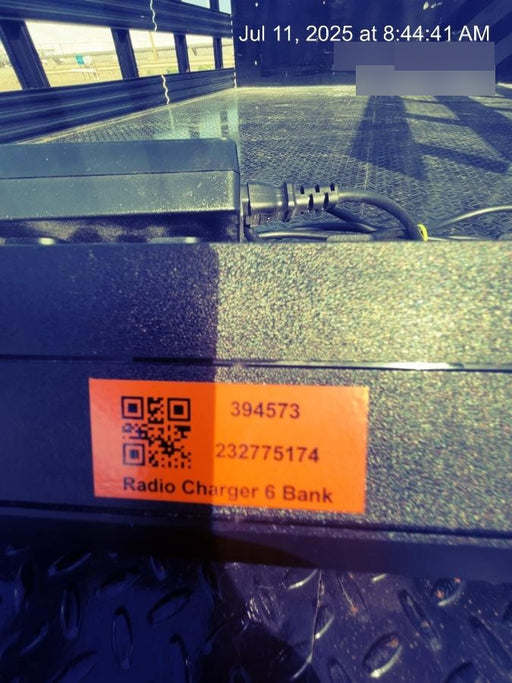 Jul 11, 2025 at 8:44:41 AM
394573
232775174
Radio Charger 6 Bank